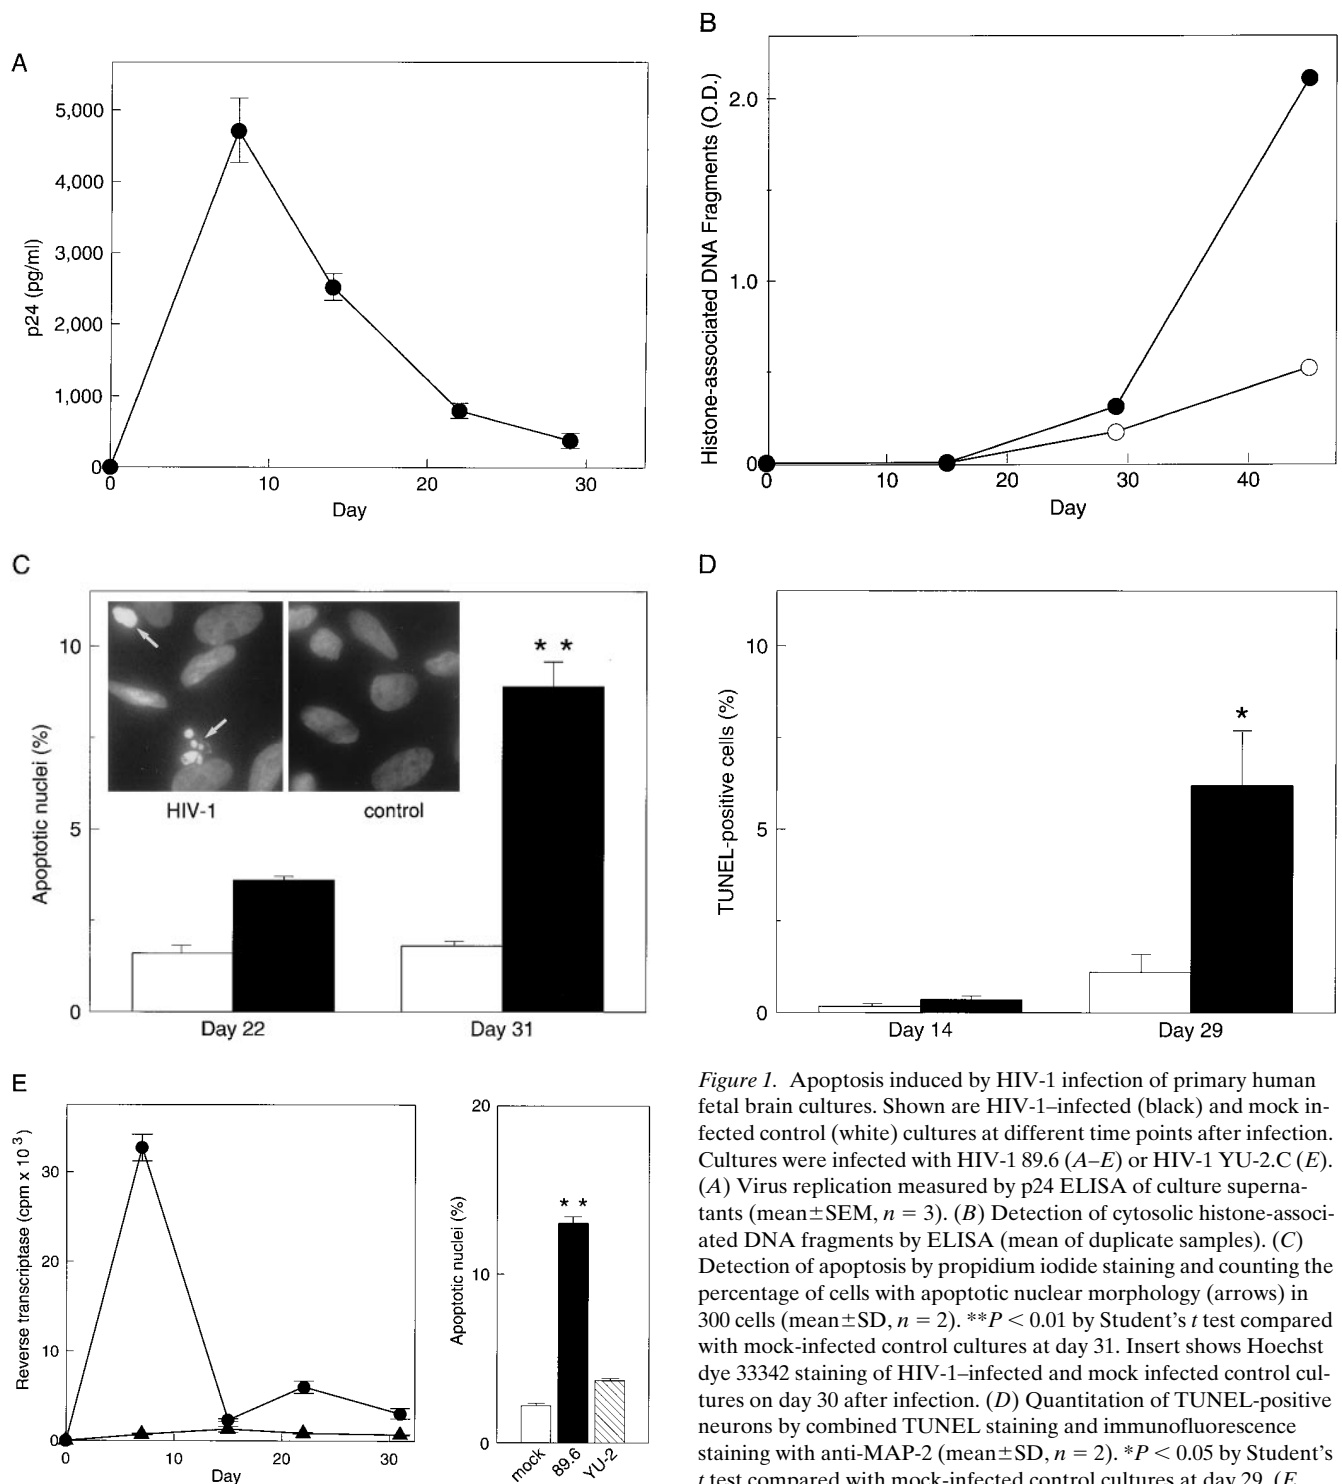 A
5,000
4,000
3,000
2,000
1,000
0
p24 (pg/ml)
0 10 20 30
Day
B
2.0
1.0
0
Histone-associated DNA Fragments (O.D.)
0 10 20 30 40
Day
C
10
5
0
Apoptotic nuclei (%)
* *
HIV-1 control
Day 22 Day 31
D
10
5
0
TUNEL-positive cells (%)
*
Day 14 Day 29
E
30
20
10
0
Reverse transcriptase (cpm x 10³)
0 10 20 30
Day
20
10
0
Apoptotic nuclei (%)
* *
mock 89.6 YU-2
Figure 1. Apoptosis induced by HIV-1 infection of primary human
fetal brain cultures. Shown are HIV-1–infected (black) and mock in-
fected control (white) cultures at different time points after infection.
Cultures were infected with HIV-1 89.6 (A–E) or HIV-1 YU-2.C (E).
(A) Virus replication measured by p24 ELISA of culture superna-
tants (mean±SEM, n = 3). (B) Detection of cytosolic histone-associ-
ated DNA fragments by ELISA (mean of duplicate samples). (C)
Detection of apoptosis by propidium iodide staining and counting the
percentage of cells with apoptotic nuclear morphology (arrows) in
300 cells (mean±SD, n = 2). **P < 0.01 by Student's t test compared
with mock-infected control cultures at day 31. Insert shows Hoechst
dye 33342 staining of HIV-1–infected and mock infected control cul-
tures on day 30 after infection. (D) Quantitation of TUNEL-positive
neurons by combined TUNEL staining and immunofluorescence
staining with anti-MAP-2 (mean±SD, n = 2). *P < 0.05 by Student's
t test compared with mock-infected control cultures at day 29. (E